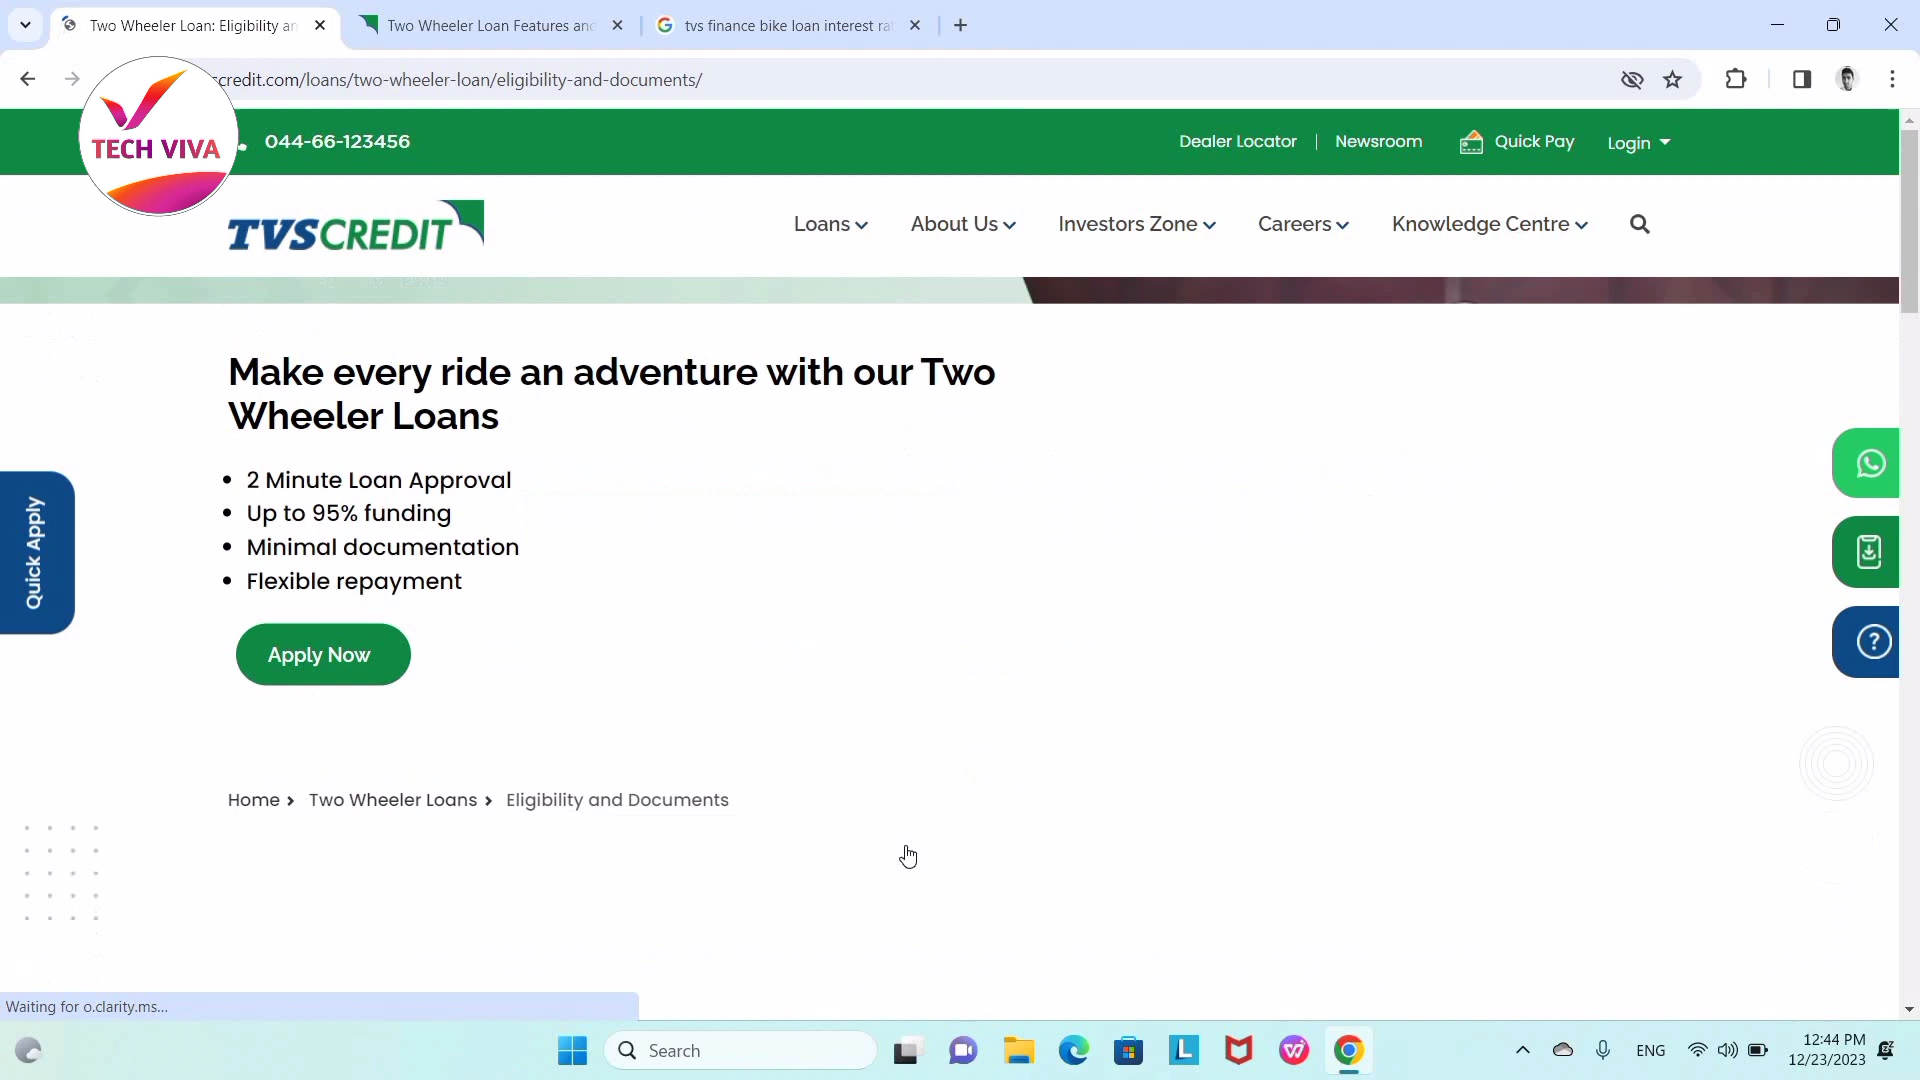 Two Wheeler Loan: Eligibility an
Two Wheeler Loan Features and
tvs finance bike loan interest rat
credit.com/loans/two-wheeler-loan/eligibility-and-documents/
TECH VIVA
044-66-123456
Dealer Locator
Newsroom
Quick Pay
Login
TVS CREDIT
Loans
About Us
Investors Zone
Careers
Knowledge Centre
Make every ride an adventure with our Two
Wheeler Loans
• 2 Minute Loan Approval
• Up to 95% funding
• Minimal documentation
• Flexible repayment
Quick Apply
Apply Now
Home > Two Wheeler Loans > Eligibility and Documents
Waiting for o.clarity.ms...
Search
ENG
12:44 PM
12/23/2023